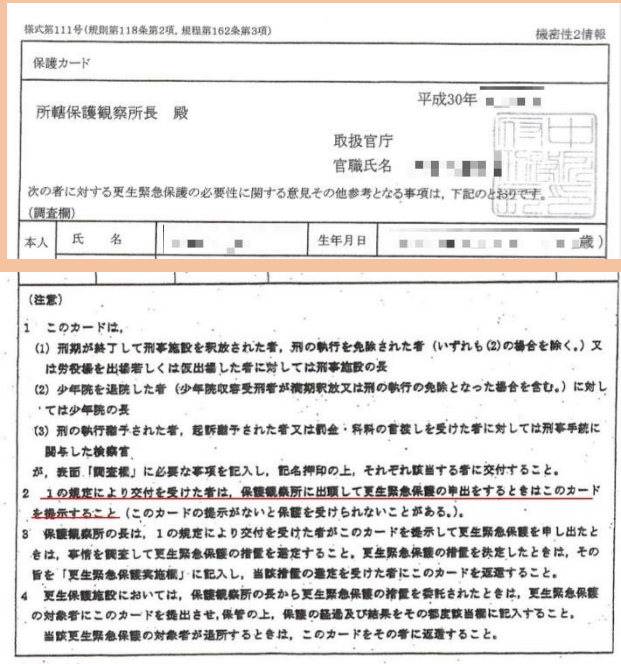 様式第111号(規則第118条第2項,規程第162条第3項)
機密性2情報
保護カード
平成30年
所轄保護観察所長 殿
取扱官庁
官職氏名
次の者に対する更生緊急保護の必要性に関する意見その他参考となる事項は,下記のとおりです。
(調査欄)
本人 氏 名 生年月日 歳)
(注意)
1 このカードは,
(1) 刑期が終了して刑事施設を釈放された者,刑の執行を免除された者(いずれも(2)の場合を除く。)又
は労役場を出場若しくは仮出場した者に対しては刑事施設の長
(2) 少年院を退院した者(少年院収容受刑者が満期釈放又は刑の執行の免除となった場合を含む。)に対し
ては少年院の長
(3) 刑の執行猶予された者,起訴猶予された者又は罰金・科料の言渡しを受けた者に対しては刑事手続に
関与した検察官
が,表面「調査欄」に必要な事項を記入し,記名押印の上,それぞれ該当する者に交付すること。
2 1の規定により交付を受けた者は,保護観察所に出頭して更生緊急保護の申出をするときはこのカード
を提示すること(このカードの提示がないと保護を受けられないことがある。)。
3 保護観察所の長は,1の規定により交付を受けた者がこのカードを提示して更生緊急保護を申し出たと
きは,事情を調査して更生緊急保護の措置を選定すること。更生緊急保護の措置を決定したときは,その
旨を「更生緊急保護実施欄」に記入し,当該措置の選定を受けた者にこのカードを返還すること。
4 更生保護施設においては,保護観察所の長から更生緊急保護の措置を委託されたときは,更生緊急保護
の対象者にこのカードを提出させ,保管の上,保護の経過及び結果をその都度該当欄に記入すること。
当該更生緊急保護の対象者が退所するときは,このカードをその者に返還すること。